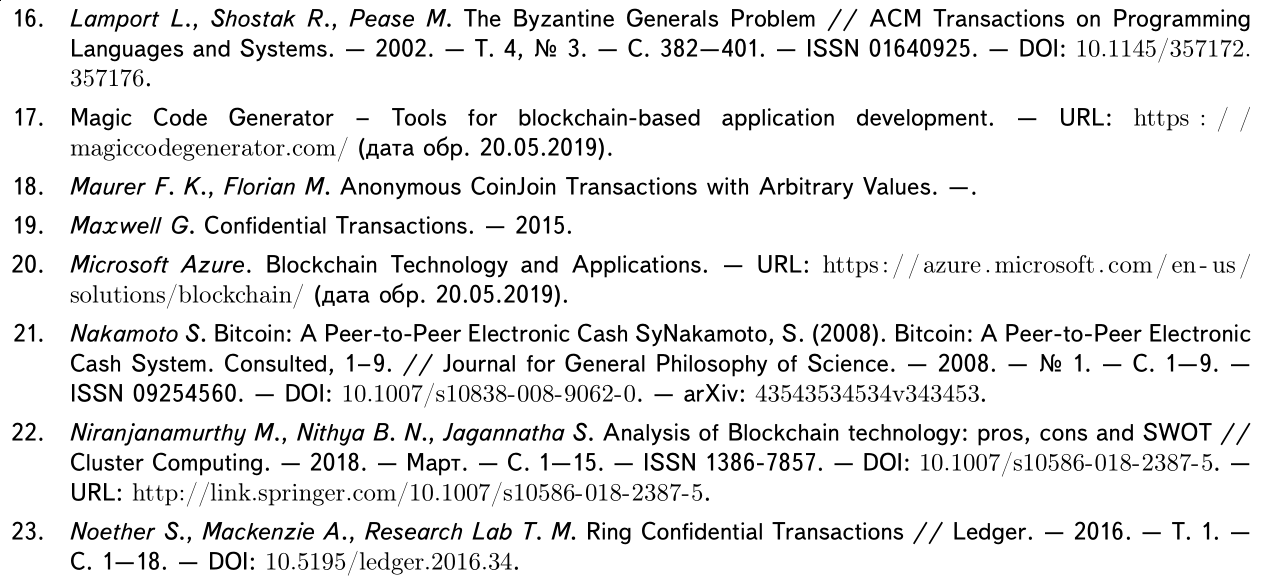 16. Lamport L., Shostak R., Pease M. The Byzantine Generals Problem // ACM Transactions on Programming
Languages and Systems. — 2002. — Т. 4, № 3. — С. 382—401. — ISSN 01640925. — DOI: 10.1145/357172.
357176.
17. Magic Code Generator – Tools for blockchain-based application development. — URL: https : / /
magiccodegenerator.com/ (дата обр. 20.05.2019).
18. Maurer F. K., Florian M. Anonymous CoinJoin Transactions with Arbitrary Values. —.
19. Maxwell G. Confidential Transactions. — 2015.
20. Microsoft Azure. Blockchain Technology and Applications. — URL: https://azure.microsoft.com/en-us/
solutions/blockchain/ (дата обр. 20.05.2019).
21. Nakamoto S. Bitcoin: A Peer-to-Peer Electronic Cash SyNakamoto, S. (2008). Bitcoin: A Peer-to-Peer Electronic
Cash System. Consulted, 1–9. // Journal for General Philosophy of Science. — 2008. — № 1. — С. 1—9. —
ISSN 09254560. — DOI: 10.1007/s10838-008-9062-0. — arXiv: 43543534534v343453.
22. Niranjanamurthy M., Nithya B. N., Jagannatha S. Analysis of Blockchain technology: pros, cons and SWOT //
Cluster Computing. — 2018. — Март. — С. 1—15. — ISSN 1386-7857. — DOI: 10.1007/s10586-018-2387-5. —
URL: http://link.springer.com/10.1007/s10586-018-2387-5.
23. Noether S., Mackenzie A., Research Lab T. M. Ring Confidential Transactions // Ledger. — 2016. — Т. 1. —
С. 1—18. — DOI: 10.5195/ledger.2016.34.